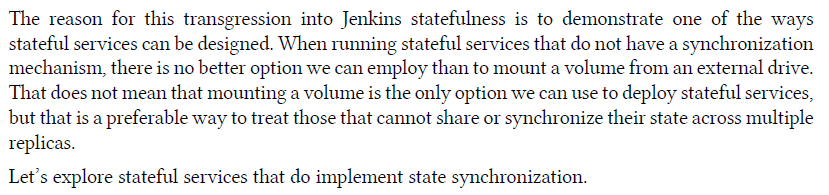 The reason for this transgression into Jenkins statefulness is to demonstrate one of the ways
stateful services can be designed. When running stateful services that do not have a synchronization
mechanism, there is no better option we can employ than to mount a volume from an external drive.
That does not mean that mounting a volume is the only option we can use to deploy stateful services,
but that is a preferable way to treat those that cannot share or synchronize their state across multiple
replicas.
Let’s explore stateful services that do implement state synchronization.